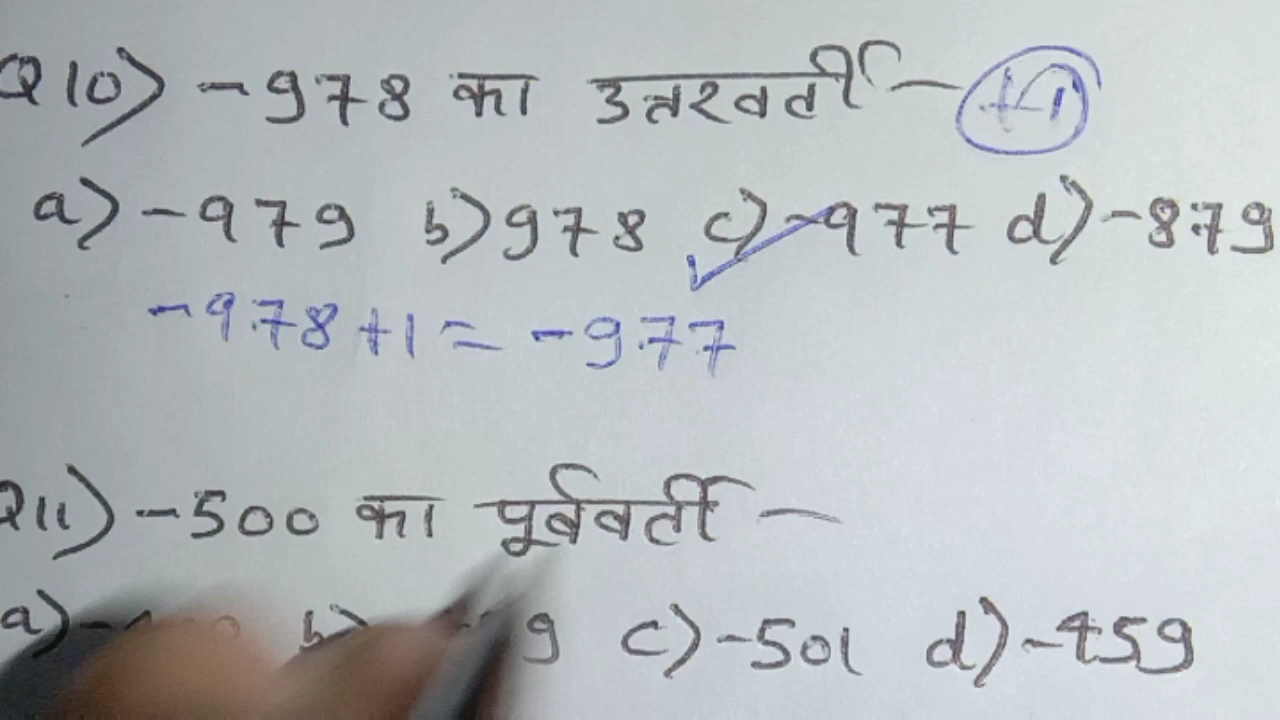 Q10) -978 का उत्तरवर्ती — +1
a) -979 b) 978 c) -977 d) -879
-978+1 = -977
Q11) -500 का पूर्ववर्ती —
a) b) c) -501 d) -459